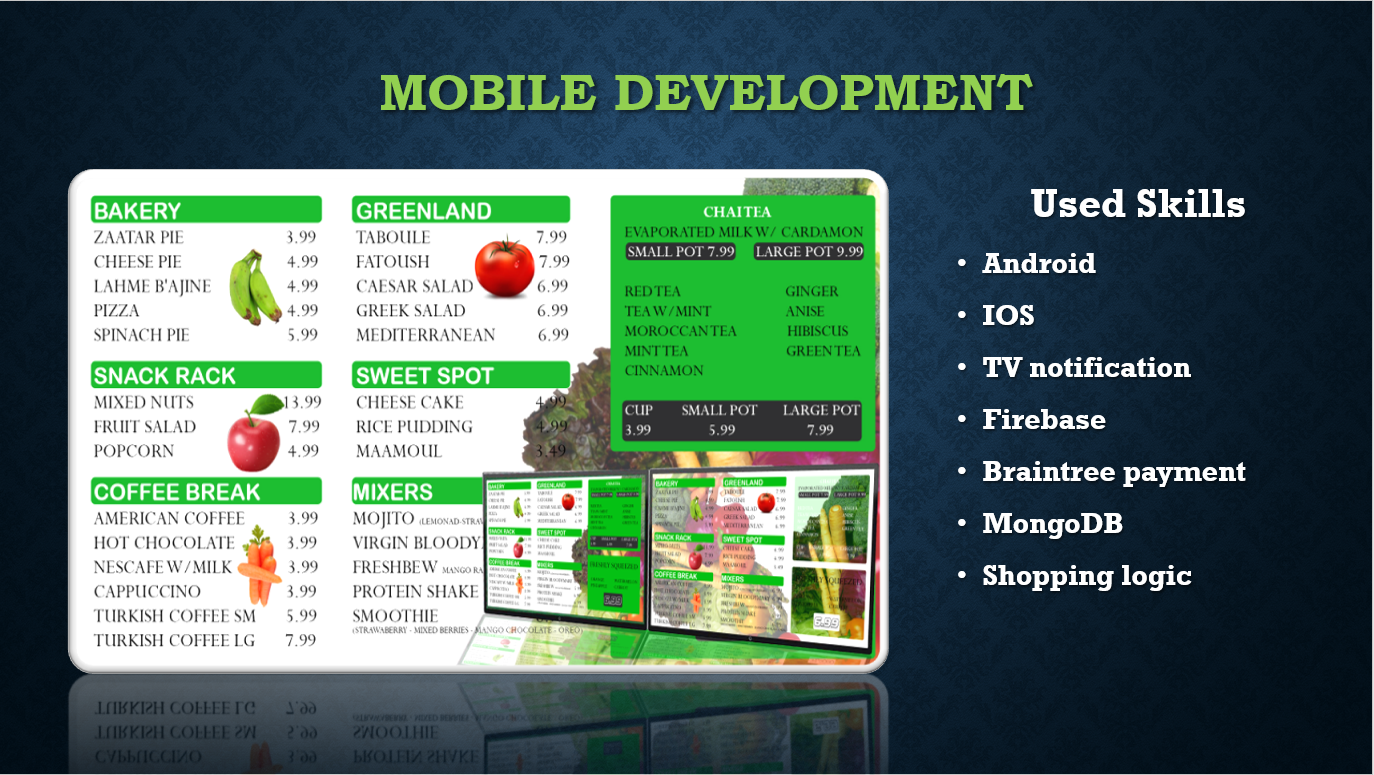 MOBILE DEVELOPMENT
BAKERY
ZAATAR PIE 3.99
CHEESE PIE 4.99
LAHME B'AJINE 4.99
PIZZA 4.99
SPINACH PIE 5.99
SNACK RACK
MIXED NUTS 13.99
FRUIT SALAD 7.99
POPCORN 4.99
COFFEE BREAK
AMERICAN COFFEE 3.99
HOT CHOCOLATE 3.99
NESCAFE W/MILK 3.99
CAPPUCCINO 3.99
TURKISH COFFEE SM 5.99
TURKISH COFFEE LG 7.99
GREENLAND
TABOULE 7.99
FATOUSH 7.99
CAESAR SALAD 6.99
GREEK SALAD 6.99
MEDITERRANEAN 6.99
SWEET SPOT
CHEESE CAKE 4.99
RICE PUDDING 4.99
MAAMOUL 3.49
MIXERS
MOJITO (LEMONAD-STRAW
VIRGIN BLOODY
FRESHBEW MANGO RA
PROTEIN SHAKE
SMOOTHIE
(STRAWABERRY - MIXED BERRIES - MANGO CHOCOLATE - OREO)
CHAI TEA
EVAPORATED MILK W/ CARDAMON
SMALL POT 7.99 LARGE POT 9.99
RED TEA GINGER
TEA W/MINT ANISE
MOROCCAN TEA HIBISCUS
MINT TEA GREEN TEA
CINNAMON
CUP SMALL POT LARGE POT
3.99 5.99 7.99
Used Skills
• Android
• IOS
• TV notification
• Firebase
• Braintree payment
• MongoDB
• Shopping logic